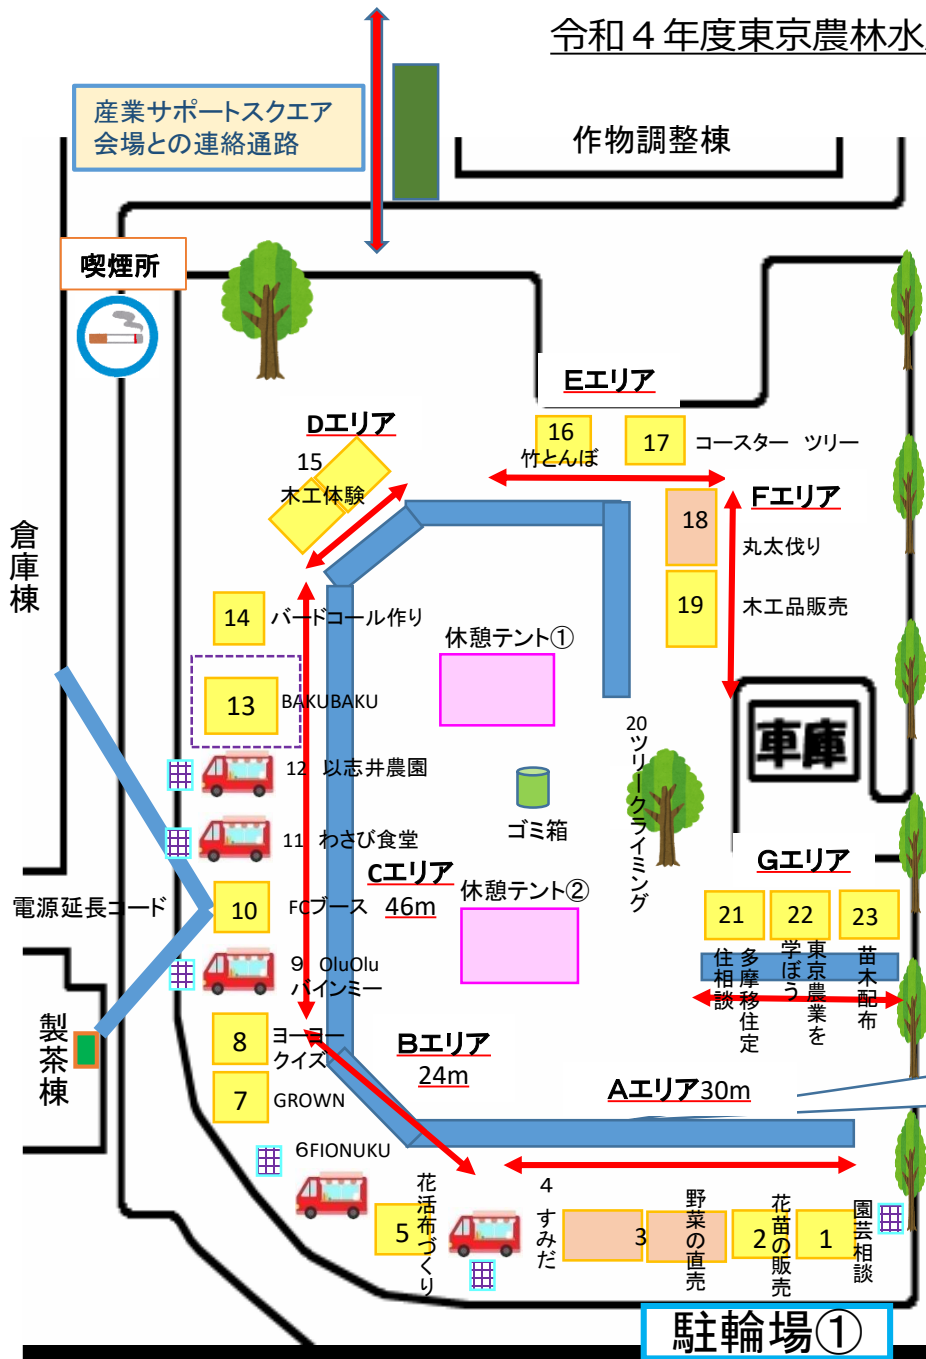 令和４年度東京農林水
産業サポートスクエア
会場との連絡通路
作物調整棟
喫煙所
Eエリア
16
竹とんぼ
17
コースター ツリー
Dエリア
15
木工体験
Fエリア
18
丸太伐り
19
木工品販売
倉庫棟
14
バードコール作り
休憩テント①
13
BAKUBAKU
20ツリークライミング
車庫
12 以志井農園
ゴミ箱
11 わさび食堂
Cエリア
46m
休憩テント②
Gエリア
電源延長コード
10
FCブース
21
22
23
多摩移住定
住相談
東京農業を
学ぼう
苗木配布
9 OluOlu
バインミー
製茶棟
8
ヨーヨー
クイズ
Bエリア
24m
Aエリア30m
7
GROWN
6FIONUKU
5
花活布づくり
4 すみだ
3
野菜の直売
2
花苗の販売
1
園芸相談
駐輪場①